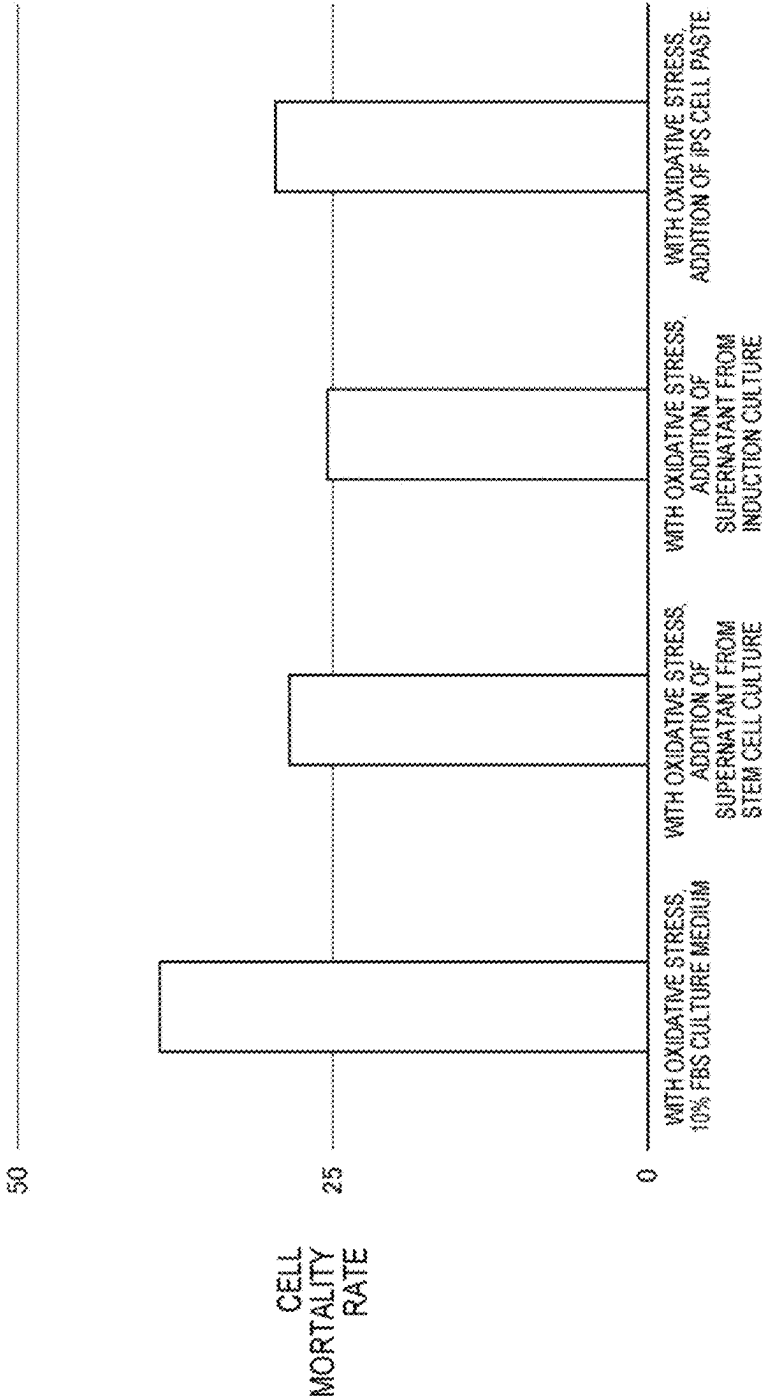 50
25
0
CELL
MORTALITY
RATE
WITH OXIDATIVE STRESS,
10% FBS CULTURE MEDIUM
WITH OXIDATIVE STRESS,
ADDITION OF
SUPERNATANT FROM
STEM CELL CULTURE
WITH OXIDATIVE STRESS,
ADDITION OF
SUPERNATANT FROM
INDUCTION CULTURE
WITH OXIDATIVE STRESS,
ADDITION OF iPS CELL PASTE